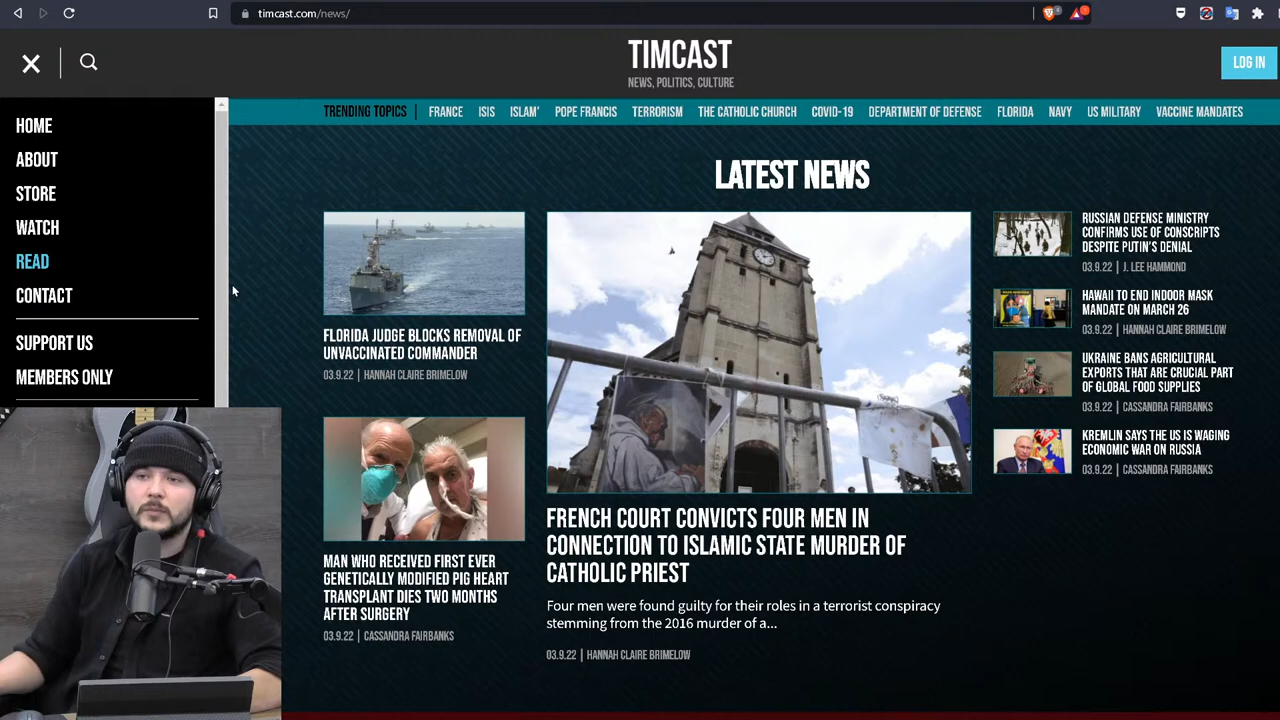 timcast.com/news/
TIMCAST
NEWS, POLITICS, CULTURE
LOG IN
HOME
ABOUT
STORE
WATCH
READ
CONTACT
SUPPORT US
MEMBERS ONLY
TRENDING TOPICS | FRANCE ISIS ISLAM' POPE FRANCIS TERRORISM THE CATHOLIC CHURCH COVID-19 DEPARTMENT OF DEFENSE FLORIDA NAVY US MILITARY VACCINE MANDATES
LATEST NEWS
FLORIDA JUDGE BLOCKS REMOVAL OF
UNVACCINATED COMMANDER
03.9.22 | HANNAH CLAIRE BRIMELOW
MAN WHO RECEIVED FIRST EVER
GENETICALLY MODIFIED PIG HEART
TRANSPLANT DIES TWO MONTHS
AFTER SURGERY
03.9.22 | CASSANDRA FAIRBANKS
FRENCH COURT CONVICTS FOUR MEN IN
CONNECTION TO ISLAMIC STATE MURDER OF
CATHOLIC PRIEST
Four men were found guilty for their roles in a terrorist conspiracy
stemming from the 2016 murder of a...
03.9.22 | HANNAH CLAIRE BRIMELOW
RUSSIAN DEFENSE MINISTRY
CONFIRMS USE OF CONSCRIPTS
DESPITE PUTIN'S DENIAL
03.9.22 | J. LEE HAMMOND
HAWAII TO END INDOOR MASK
MANDATE ON MARCH 26
03.9.22 | HANNAH CLAIRE BRIMELOW
UKRAINE BANS AGRICULTURAL
EXPORTS THAT ARE CRUCIAL PART
OF GLOBAL FOOD SUPPLIES
03.9.22 | CASSANDRA FAIRBANKS
KREMLIN SAYS THE US IS WAGING
ECONOMIC WAR ON RUSSIA
03.9.22 | CASSANDRA FAIRBANKS